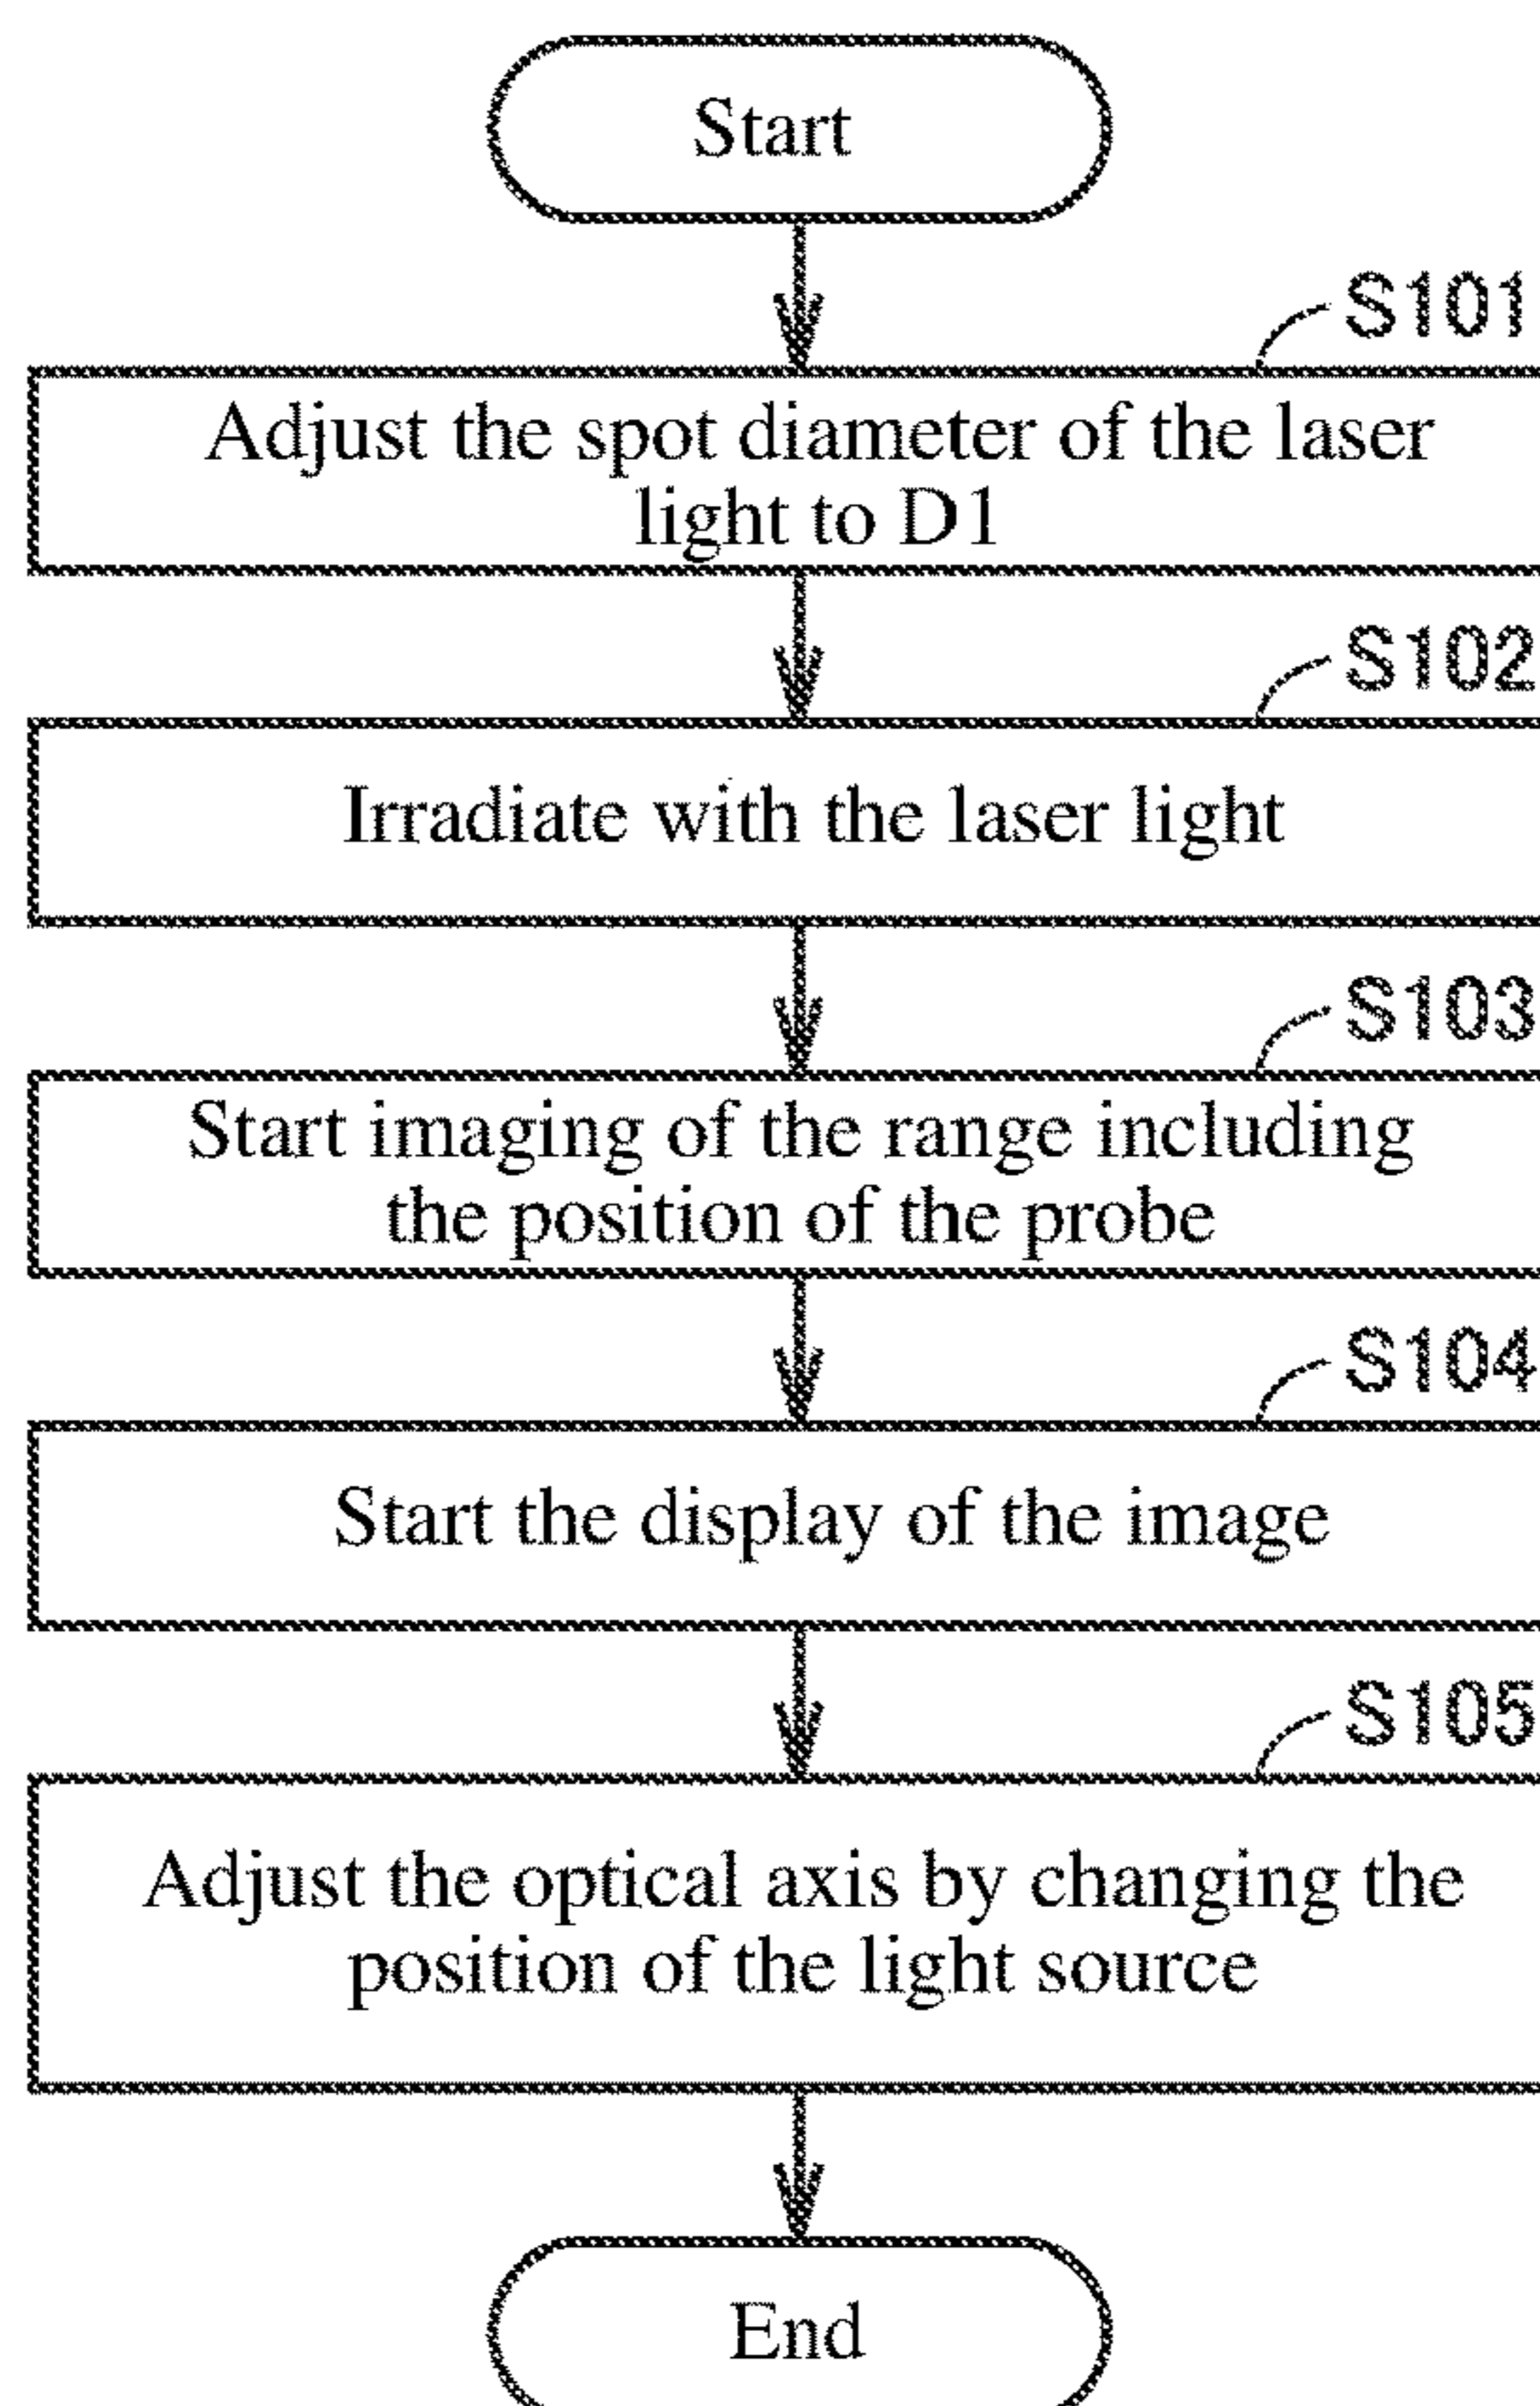 Start
S101
Adjust the spot diameter of the laser
light to D1
S102
Irradiate with the laser light
S103
Start imaging of the range including
the position of the probe
S104
Start the display of the image
S105
Adjust the optical axis by changing the
position of the light source
End